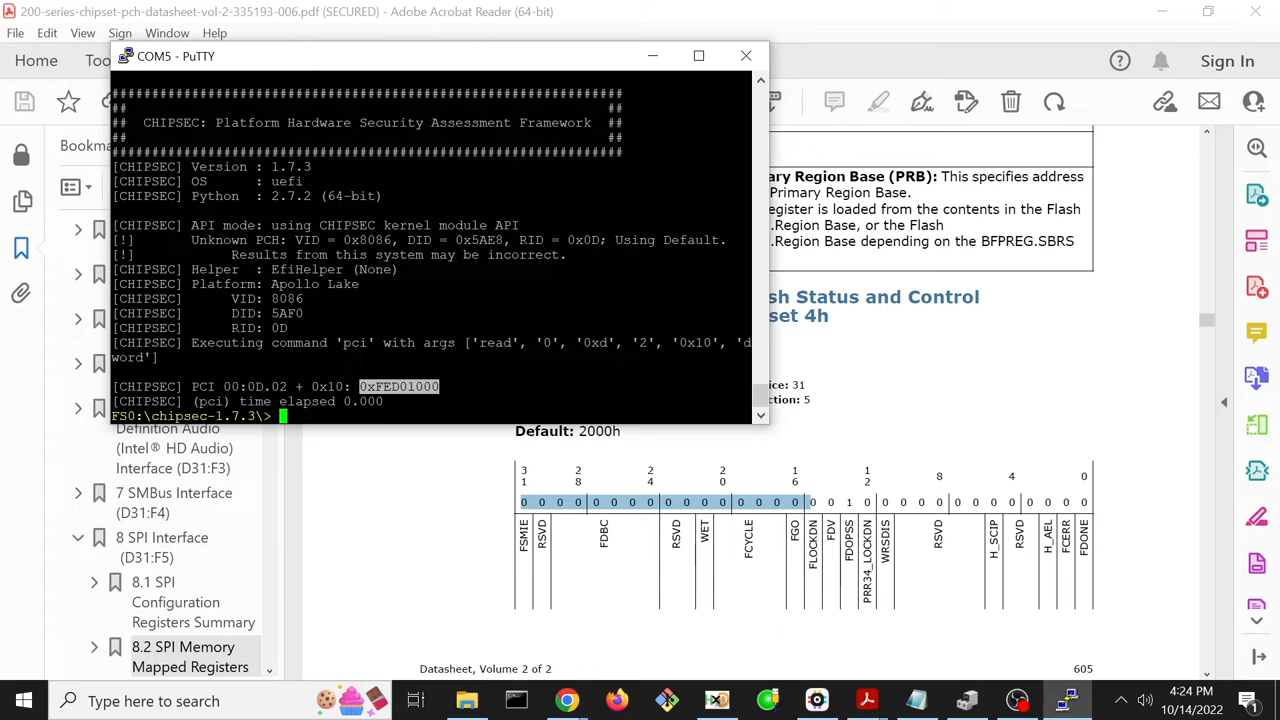 200-series-chipset-pch-datasheet-vol-2-335193-006.pdf (SECURED) - Adobe Acrobat Reader (64-bit)
File Edit View Sign Window Help
Home Too
Sign In
COM5 - PuTTY
################################################################
## ##
## CHIPSEC: Platform Hardware Security Assessment Framework ##
## ##
################################################################
[CHIPSEC] Version : 1.7.3
[CHIPSEC] OS : uefi
[CHIPSEC] Python : 2.7.2 (64-bit)
[CHIPSEC] API mode: using CHIPSEC kernel module API
[!] Unknown PCH: VID = 0x8086, DID = 0x5AE8, RID = 0x0D; Using Default.
[!] Results from this system may be incorrect.
[CHIPSEC] Helper : EfiHelper (None)
[CHIPSEC] Platform: Apollo Lake
[CHIPSEC] VID: 8086
[CHIPSEC] DID: 5AF0
[CHIPSEC] RID: 0D
[CHIPSEC] Executing command 'pci' with args ['read', '0', '0xd', '2', '0x10', 'd
word']
[CHIPSEC] PCI 00:0D.02 + 0x10: 0xFED01000
[CHIPSEC] (pci) time elapsed 0.000
FS0:\chipsec-1.7.3\>
Bookma
Definition Audio
(Intel® HD Audio)
Interface (D31:F3)
7 SMBus Interface
(D31:F4)
8 SPI Interface
(D31:F5)
8.1 SPI
Configuration
Registers Summary
8.2 SPI Memory
Mapped Registers
ary Region Base (PRB): This specifies address
Primary Region Base.
egister is loaded from the contents in the Flash
.Region Base, or the Flash
.Region Base depending on the BFPREG.SBRS
sh Status and Control
set 4h
ice: 31
ction: 5
Default: 2000h
31 28 24 20 16 12 8 4 0
0 0 0 0 0 0 0 0 0 0 0 0 0 0 0 0 0 0 1 0 0 0 0 0 0 0 0 0 0 0 0 0
FSMIE RSVD FDBC RSVD WET FCYCLE FGO FLOCKDN FDV FDOPSS PRR34_LOCKDN WRSDIS RSVD H_SCIP RSVD H_AEL FCERR FDONE
Datasheet, Volume 2 of 2 605
Type here to search
4:24 PM
10/14/2022
1